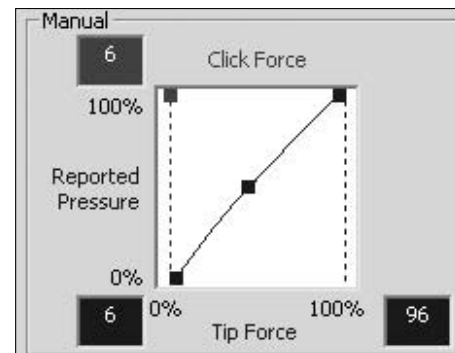 Manual
6
Click Force
100%
Reported
Pressure
0%
6
0%
100%
96
Tip Force